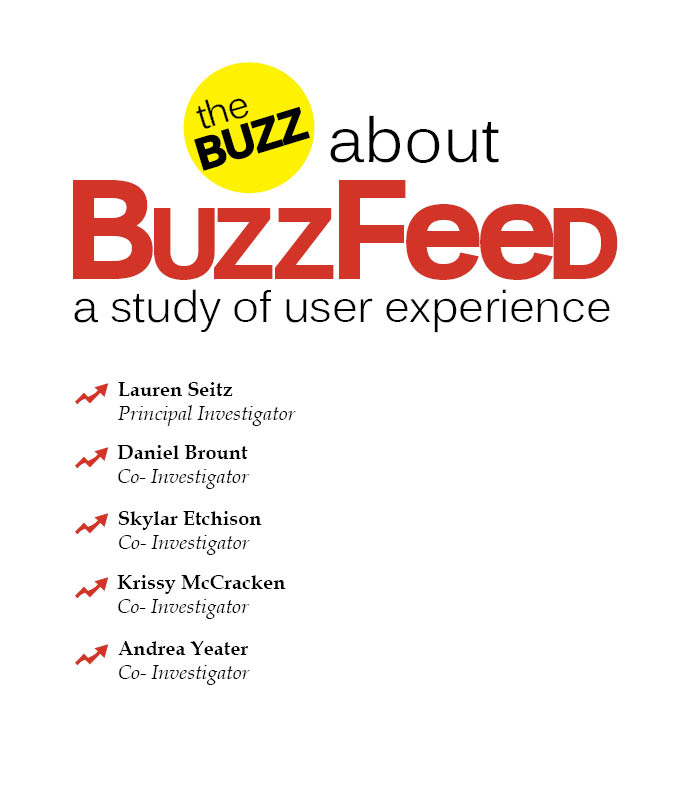 the
BUZZ about
BUZZFEED
a study of user experience
Lauren Seitz
Principal Investigator
Daniel Brount
Co- Investigator
Skylar Etchison
Co- Investigator
Krissy McCracken
Co- Investigator
Andrea Yeater
Co- Investigator